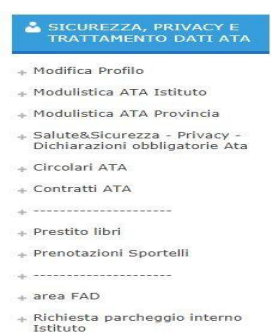 SICUREZZA, PRIVACY E
TRATTAMENTO DATI ATA
Modifica Profilo
Modulistica ATA Istituto
Modulistica ATA Provincia
Salute&Sicurezza - Privacy -
Dichiarazioni obbligatorie Ata
Circolari ATA
Contratti ATA
----------------------
Prestito libri
Prenotazioni Sportelli
----------------------
area FAD
Richiesta parcheggio interno
Istituto